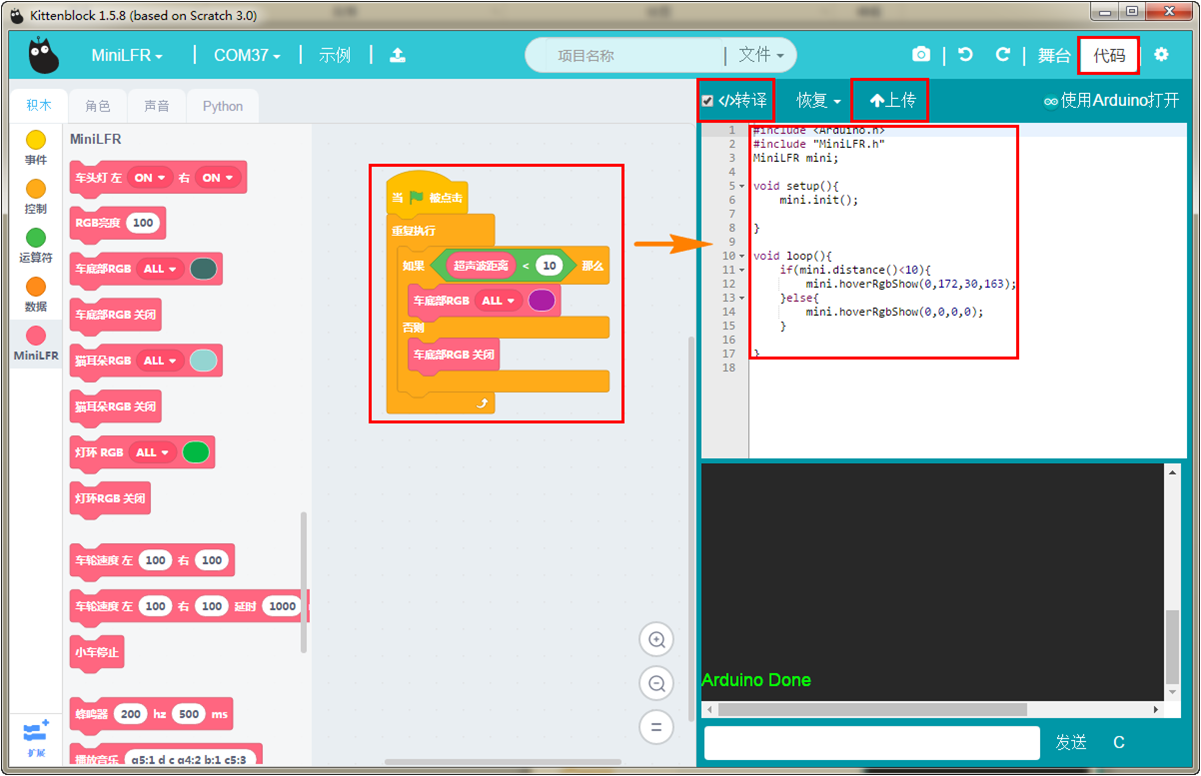 Kittenblock 1.5.8 (based on Scratch 3.0)
MiniLFR
COM37
示例
项目名称
文件
舞台
代码
积木
角色
声音
Python
</>转译
恢复
上传
使用Arduino打开
事件
控制
运算符
数据
MiniLFR
扩展
MiniLFR
车头灯 左 ON 右 ON
RGB亮度 100
车底部RGB ALL
车底部RGB 关闭
猫耳朵RGB ALL
猫耳朵RGB 关闭
灯环 RGB ALL
灯环RGB 关闭
车轮速度 左 100 右 100
车轮速度 左 100 右 100 延时 1000
小车停止
蜂鸣器 200 hz 500 ms
播放音乐 g5:1 d c g4:2 b:1 c5:3
当 被点击
重复执行
如果 超声波距离 < 10 那么
车底部RGB ALL
否则
车底部RGB 关闭
1 #include <Arduino.h>
2 #include "MiniLFR.h"
3 MiniLFR mini;
4
5 void setup(){
6 mini.init();
7
8 }
9
10 void loop(){
11 if(mini.distance()<10){
12 mini.hoverRgbShow(0,172,30,163);
13 }else{
14 mini.hoverRgbShow(0,0,0,0);
15 }
16
17 }
18
Arduino Done
发送
C